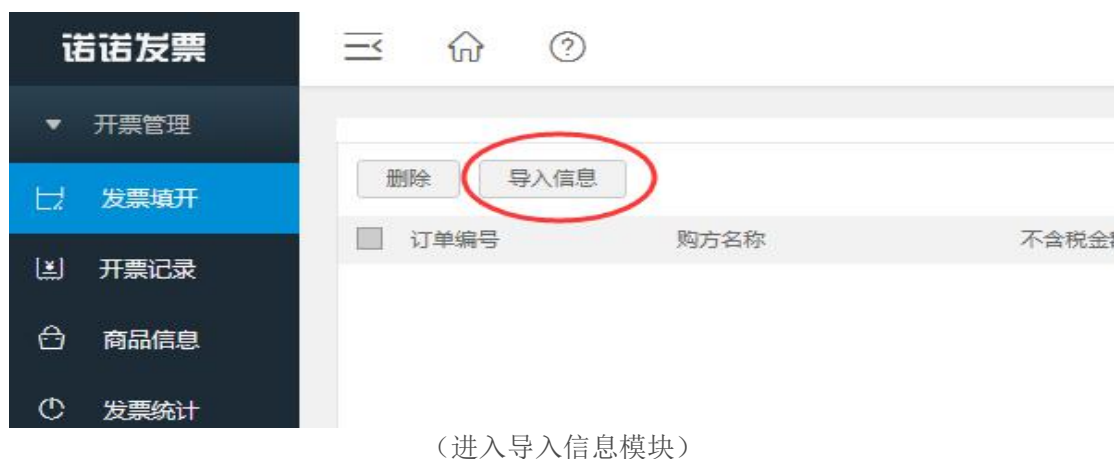 诺诺发票
开票管理
删除 导入信息
发票填开
订单编号 购方名称 不含税金
开票记录
商品信息
发票统计
(进入导入信息模块)